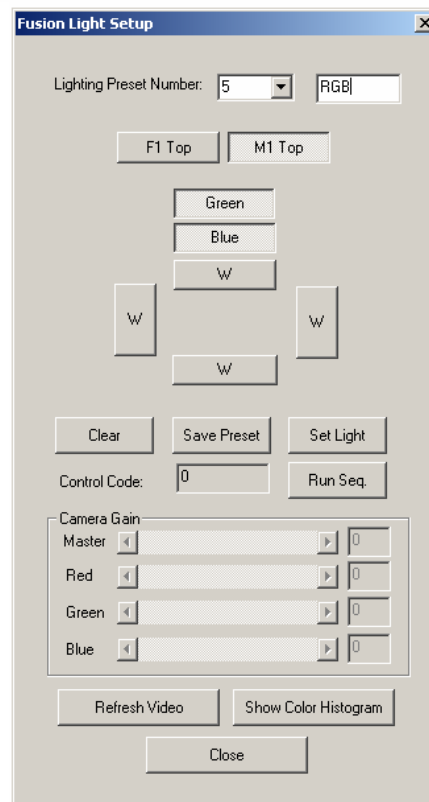 Fusion Light Setup
Lighting Preset Number: 5 RGB
F1 Top M1 Top
Green
Blue
W
W W
W
Clear Save Preset Set Light
Control Code: 0 Run Seq.
Camera Gain
Master 0
Red 0
Green 0
Blue 0
Refresh Video Show Color Histogram
Close